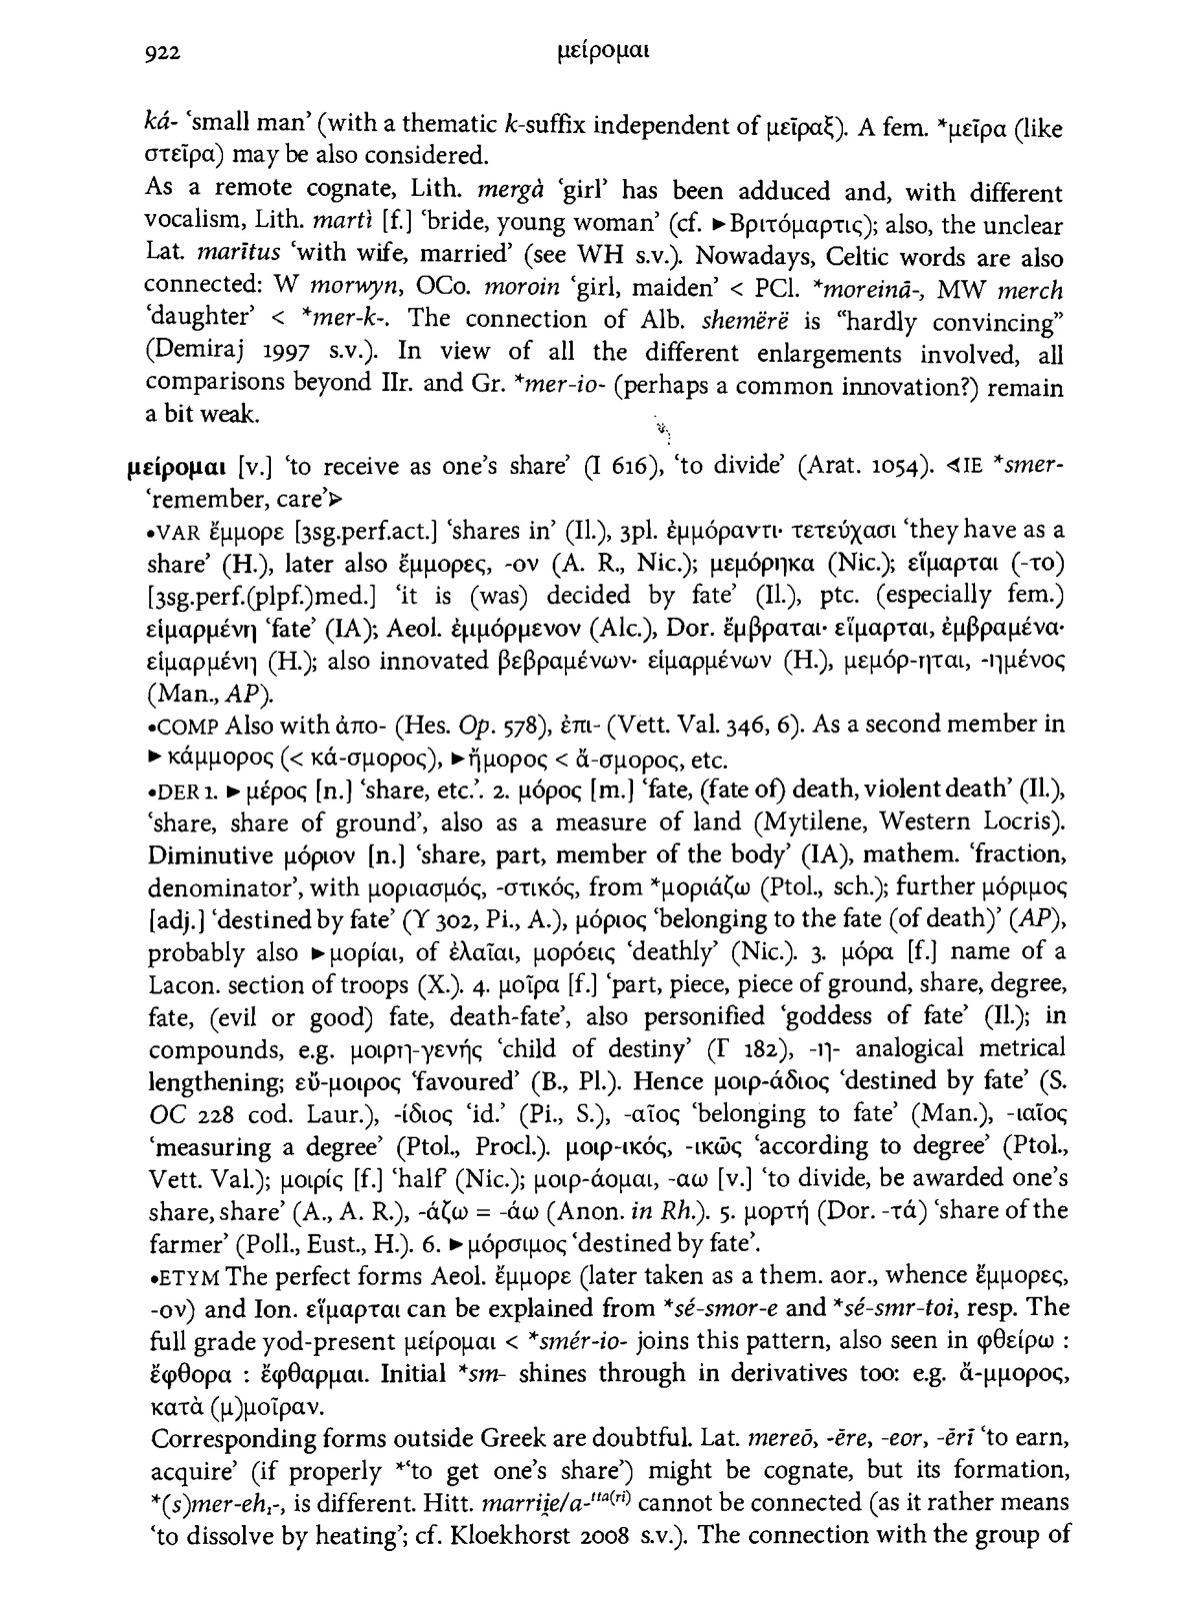 922 μείρομαι
ká- ‘small man’ (with a thematic k-suffix independent of μεῖραξ). A fem. *μεῖρα (like
στεῖρα) may be also considered.
As a remote cognate, Lith. mergà ‘girl’ has been adduced and, with different
vocalism, Lith. martì [f.] ‘bride, young woman’ (cf. ►Βριτόμαρτις); also, the unclear
Lat. marītus ‘with wife, married’ (see WH s.v.). Nowadays, Celtic words are also
connected: W morwyn, OCo. moroin ‘girl, maiden’ < PCl. *moreinā-, MW merch
‘daughter’ < *mer-k-. The connection of Alb. shemërë is “hardly convincing”
(Demiraj 1997 s.v.). In view of all the different enlargements involved, all
comparisons beyond IIr. and Gr. *mer-io- (perhaps a common innovation?) remain
a bit weak.
μείρομαι [v.] ‘to receive as one’s share’ (I 616), ‘to divide’ (Arat. 1054). ⊲IE *smer-
‘remember, care’⊳
•VAR ἔμμορε [3sg.perf.act.] ‘shares in’ (Il.), 3pl. ἐμμόραντι· τετεύχασι ‘they have as a
share’ (H.), later also ἔμμορες, -ον (A. R., Nic.); μεμόρηκα (Nic.); εἵμαρται (-το)
[3sg.perf.(plpf.)med.] ‘it is (was) decided by fate’ (Il.), ptc. (especially fem.)
εἱμαρμένη ‘fate’ (IA); Aeol. ἐμμόρμενον (Alc.), Dor. ἔμβραται· εἵμαρται, ἐμβραμένα·
εἱμαρμένη (H.); also innovated βεβραμένων· εἱμαρμένων (H.), μεμόρ-ηται, -ημένος
(Man., AP).
•COMP Also with ἀπο- (Hes. Op. 578), ἐπι- (Vett. Val. 346, 6). As a second member in
►κάμμορος (< κά-σμορος), ►ἤμορος < ἄ-σμορος, etc.
•DER 1. ►μέρος [n.] ‘share, etc.’. 2. μόρος [m.] ‘fate, (fate of) death, violent death’ (Il.),
‘share, share of ground’, also as a measure of land (Mytilene, Western Locris).
Diminutive μόριον [n.] ‘share, part, member of the body’ (IA), mathem. ‘fraction,
denominator’, with μοριασμός, -στικός, from *μοριάζω (Ptol., sch.); further μόριμος
[adj.] ‘destined by fate’ (Υ 302, Pi., A.), μόριος ‘belonging to the fate (of death)’ (AP),
probably also ►μορίαι, of ἐλαῖαι, μορόεις ‘deathly’ (Nic.). 3. μόρα [f.] name of a
Lacon. section of troops (X.). 4. μοῖρα [f.] ‘part, piece, piece of ground, share, degree,
fate, (evil or good) fate, death-fate’, also personified ‘goddess of fate’ (Il.); in
compounds, e.g. μοιρη-γενής ‘child of destiny’ (Γ 182), -η- analogical metrical
lengthening; εὔ-μοιρος ‘favoured’ (B., Pl.). Hence μοιρ-άδιος ‘destined by fate’ (S.
OC 228 cod. Laur.), -ίδιος ‘id.’ (Pi., S.), -αῖος ‘belonging to fate’ (Man.), -ιαῖος
‘measuring a degree’ (Ptol., Procl.). μοιρ-ικός, -ικῶς ‘according to degree’ (Ptol.,
Vett. Val.); μοιρίς [f.] ‘half’ (Nic.); μοιρ-άομαι, -αω [v.] ‘to divide, be awarded one’s
share, share’ (A., A. R.), -άζω = -άω (Anon. in Rh.). 5. μορτή (Dor. -τά) ‘share of the
farmer’ (Poll., Eust., H.). 6. ►μόρσιμος ‘destined by fate’.
•ETYM The perfect forms Aeol. ἔμμορε (later taken as a them. aor., whence ἔμμορες,
-ον) and Ion. εἵμαρται can be explained from *sé-smor-e and *sé-smr-toi, resp. The
full grade yod-present μείρομαι < *smér-io- joins this pattern, also seen in φθείρω :
ἔφθορα : ἔφθαρμαι. Initial *sm- shines through in derivatives too: e.g. ἄ-μμορος,
κατὰ (μ)μοῖραν.
Corresponding forms outside Greek are doubtful. Lat. mereō, -ēre, -eor, -ērī ‘to earn,
acquire’ (if properly *‘to get one’s share’) might be cognate, but its formation,
*(s)mer-eh₁-, is different. Hitt. marrii̯e/a-ᵗᵗᵃ⁽ʳⁱ⁾ cannot be connected (as it rather means
‘to dissolve by heating’; cf. Kloekhorst 2008 s.v.). The connection with the group of